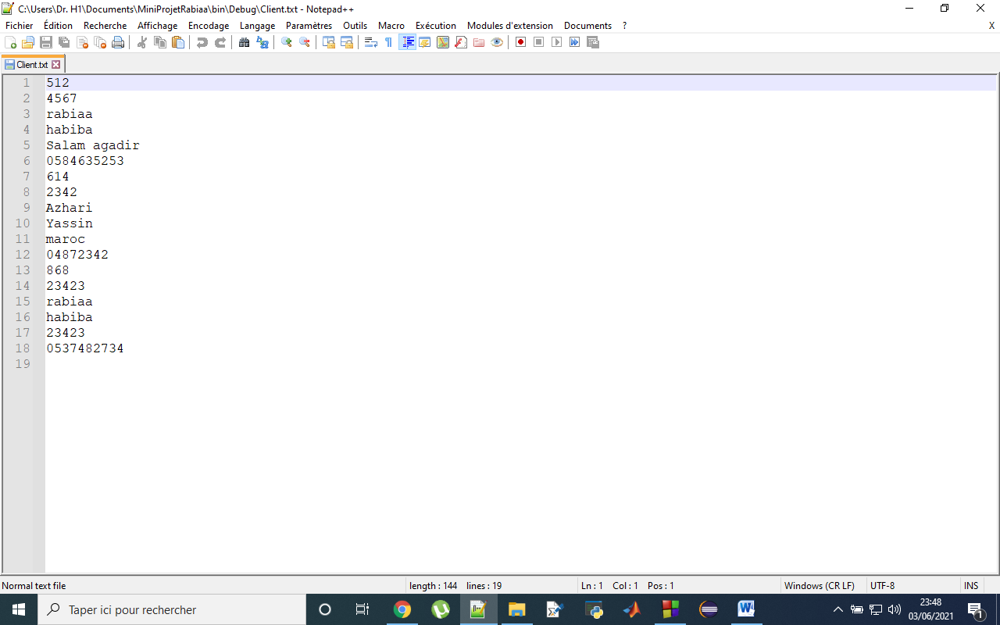 C:\Users\Dr. H1\Documents\MiniProjetRabiaa\bin\Debug\Client.txt - Notepad++
Fichier Édition Recherche Affichage Encodage Langage Paramètres Outils Macro Exécution Modules d'extension Documents ? X
Client.txt
1 512
2 4567
3 rabiaa
4 habiba
5 Salam agadir
6 0584635253
7 614
8 2342
9 Azhari
10 Yassin
11 maroc
12 04872342
13 868
14 23423
15 rabiaa
16 habiba
17 23423
18 0537482734
19
Normal text file length : 144 lines : 19 Ln : 1 Col : 1 Pos : 1 Windows (CR LF) UTF-8 INS
Taper ici pour rechercher
23:48
03/06/2021
1